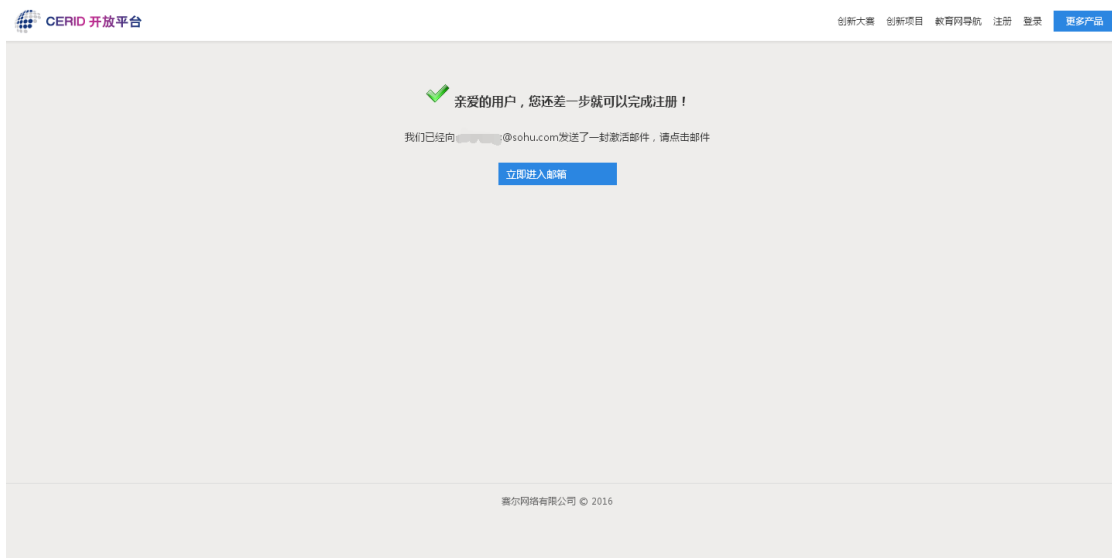 CERID 开放平台
创新大赛 创新项目 教育网导航 注册 登录 更多产品
亲爱的用户，您还差一步就可以完成注册！
我们已经向 @sohu.com发送了一封激活邮件，请点击邮件
立即进入邮箱
赛尔网络有限公司 © 2016